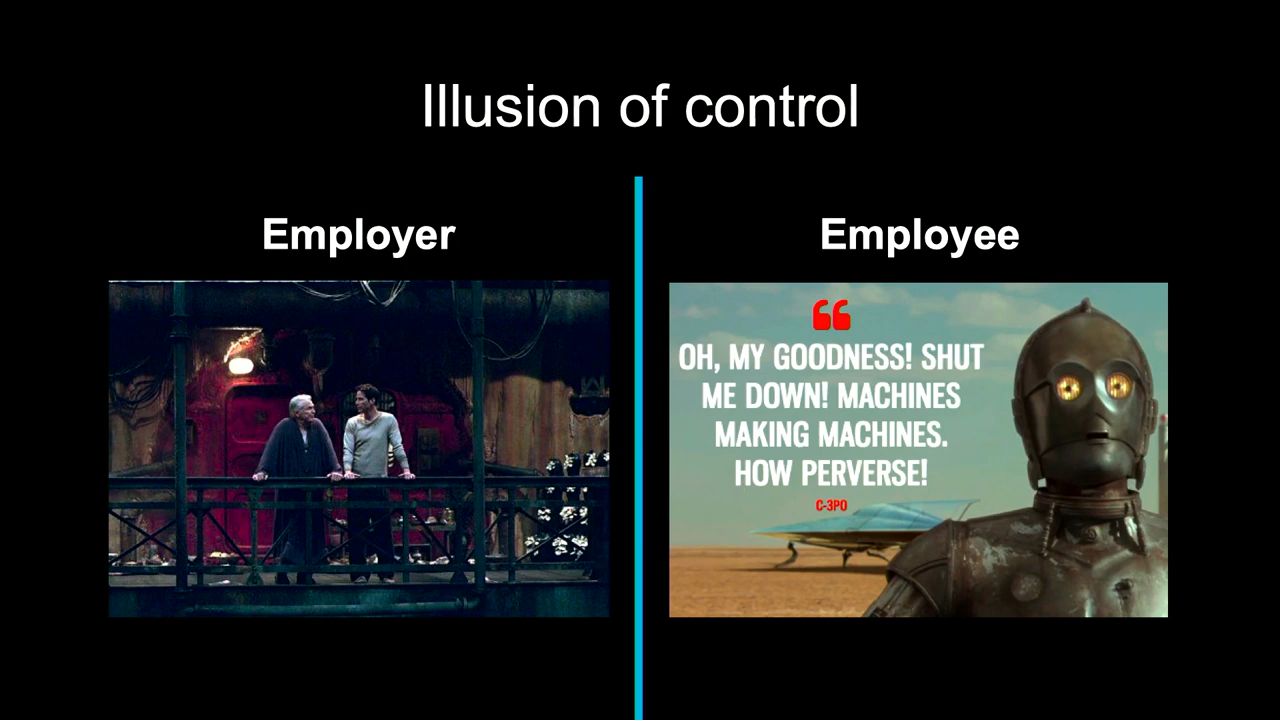 Illusion of control
Employer
Employee
❝
OH, MY GOODNESS! SHUT
ME DOWN! MACHINES
MAKING MACHINES.
HOW PERVERSE!
C-3PO